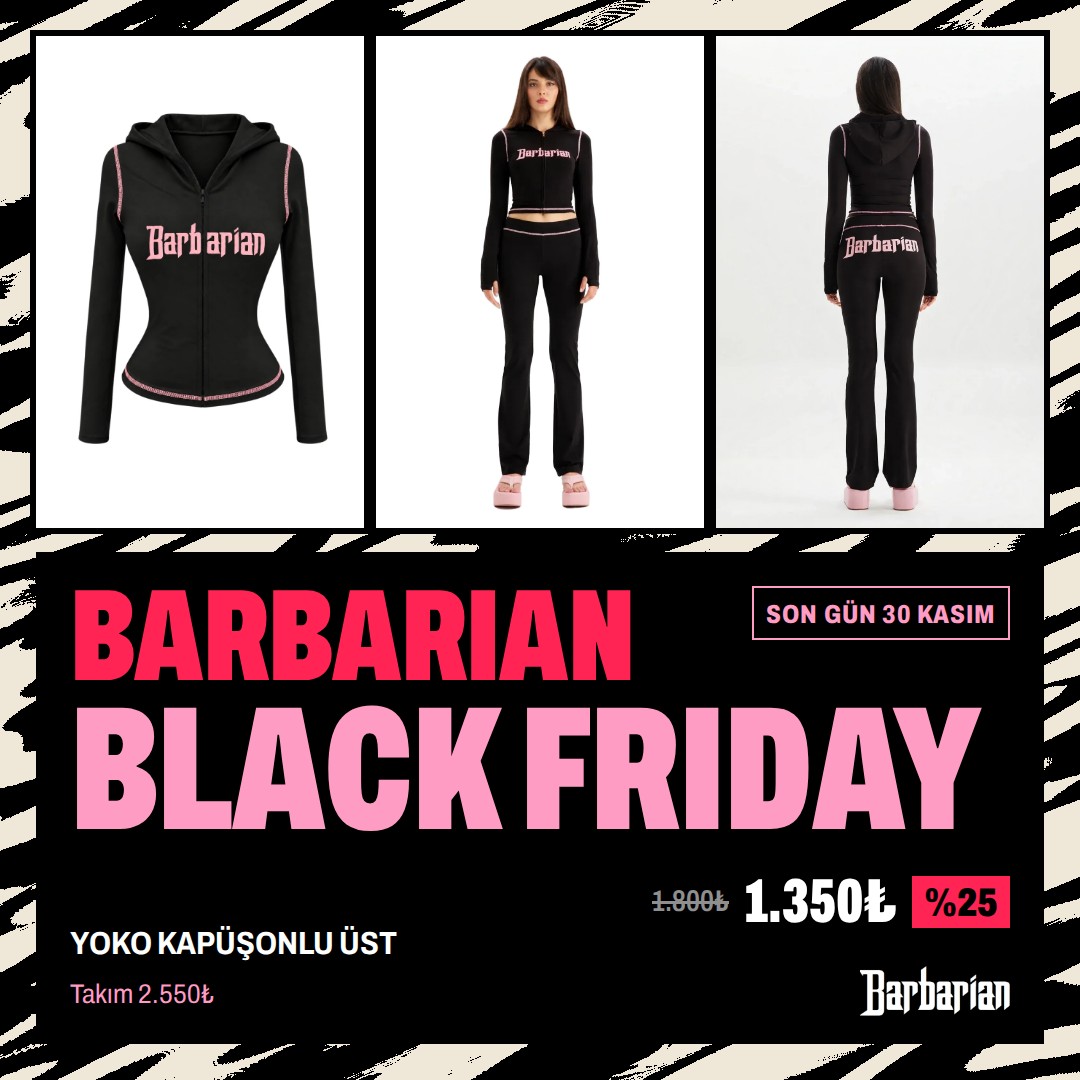 Barbarian
Barbarian
Barbarian
BARBARIAN
SON GÜN 30 KASIM
BLACK FRIDAY
1.800₺ 1.350₺ %25
YOKO KAPÜŞONLU ÜST
Takım 2.550₺
Barbarian